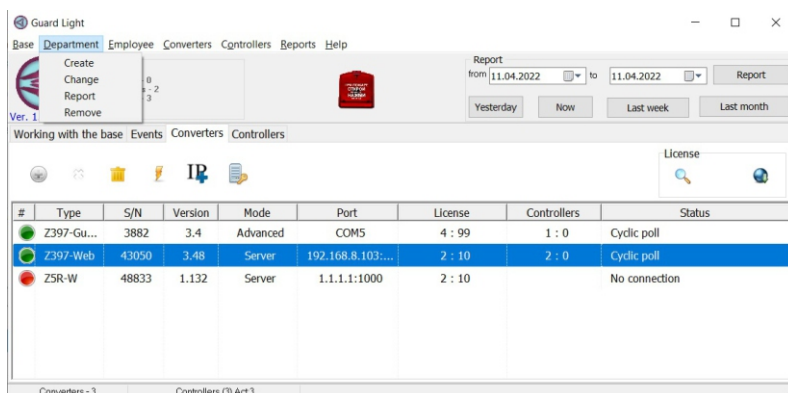 Guard Light
Base Department Employee Converters Controllers Reports Help
Create
Change
Report
Remove
- 0
- 2
- 3
Ver. 1
Report
from 11.04.2022 to 11.04.2022 Report
Yesterday Now Last week Last month
Working with the base Events Converters Controllers
IP
License
# Type S/N Version Mode Port License Controllers Status
Z397-Gu... 3882 3.4 Advanced COM5 4 : 99 1 : 0 Cyclic poll
Z397-Web 43050 3.48 Server 192.168.8.103:... 2 : 10 2 : 0 Cyclic poll
Z5R-W 48833 1.132 Server 1.1.1.1:1000 2 : 10 No connection
Converters - 3 Controllers (3) Act 3